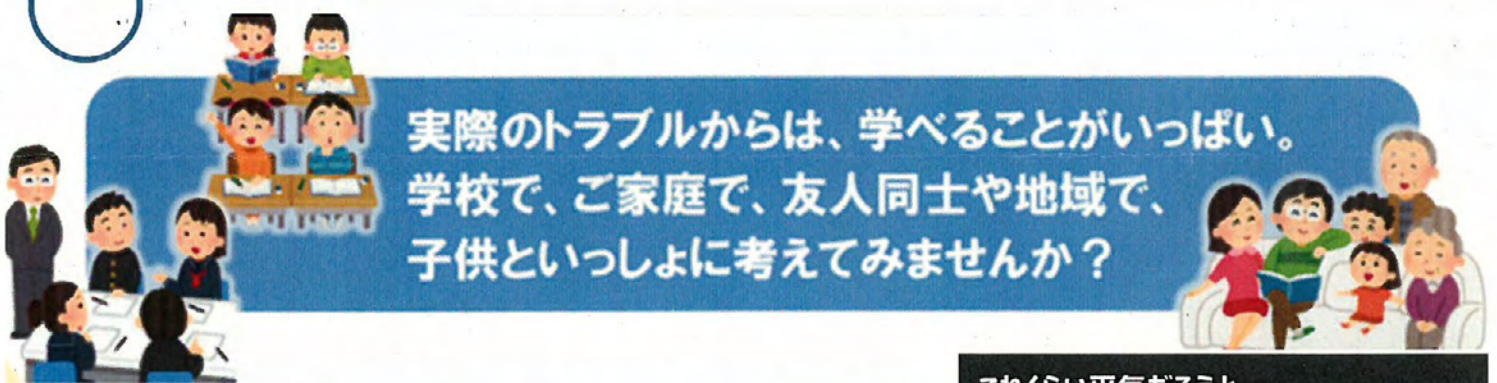 実際のトラブルからは、学べることがいっぱい。
学校で、ご家庭で、友人同士や地域で、
子供といっしょに考えてみませんか？